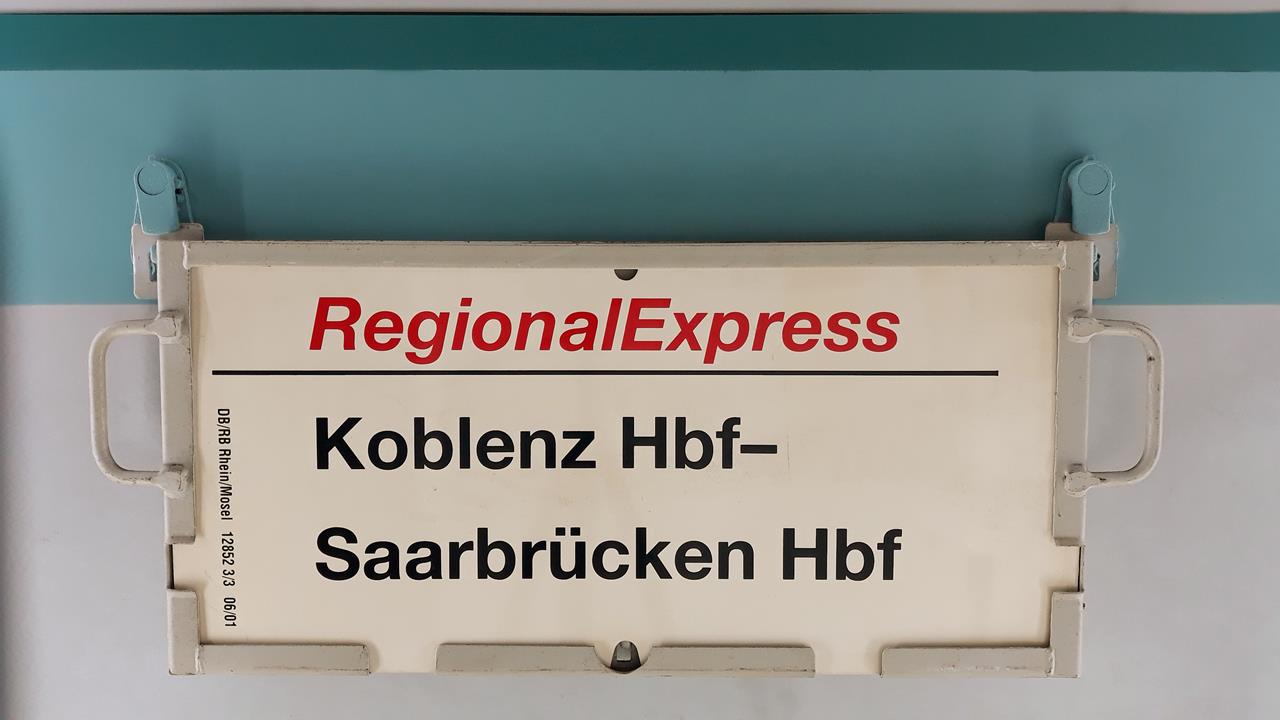 RegionalExpress
Koblenz Hbf–
Saarbrücken Hbf
DB/RB Rhein/Mosel 12852 3/3 06/01